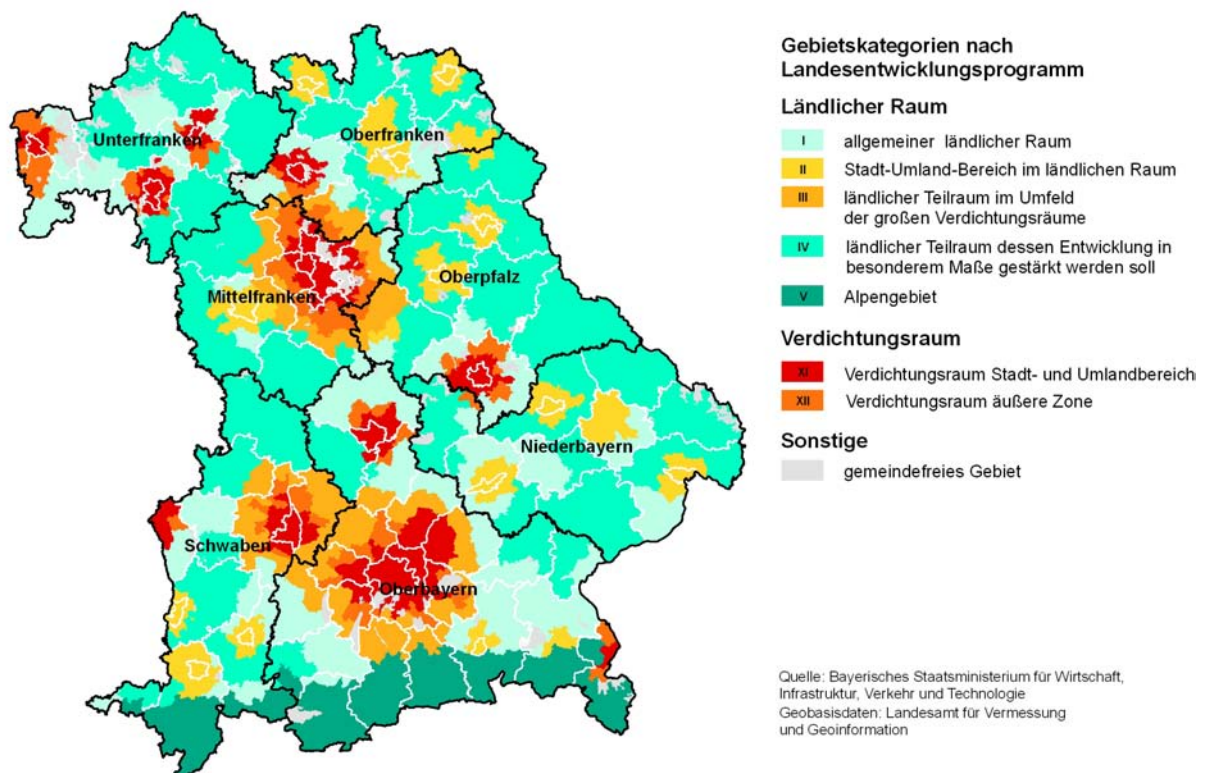 Unterfranken
Oberfranken
Mittelfranken
Oberpfalz
Niederbayern
Schwaben
Oberbayern
Gebietskategorien nach
Landesentwicklungsprogramm
Ländlicher Raum
I allgemeiner ländlicher Raum
II Stadt-Umland-Bereich im ländlichen Raum
III ländlicher Teilraum im Umfeld
der großen Verdichtungsräume
IV ländlicher Teilraum dessen Entwicklung in
besonderem Maße gestärkt werden soll
V Alpengebiet
Verdichtungsraum
XI Verdichtungsraum Stadt- und Umlandbereich
XII Verdichtungsraum äußere Zone
Sonstige
gemeindefreies Gebiet
Quelle: Bayerisches Staatsministerium für Wirtschaft,
Infrastruktur, Verkehr und Technologie
Geobasisdaten: Landesamt für Vermessung
und Geoinformation